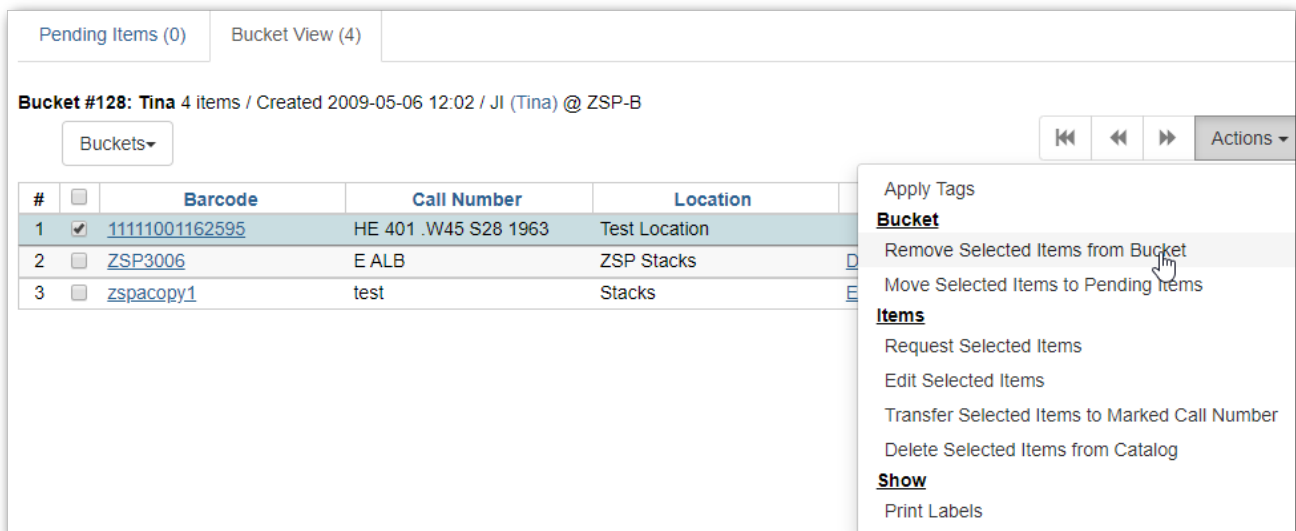 Pending Items (0) Bucket View (4)
Bucket #128: Tina 4 items / Created 2009-05-06 12:02 / JI (Tina) @ ZSP-B
Buckets Actions
# Barcode Call Number Location
1 11111001162595 HE 401 .W45 S28 1963 Test Location
2 ZSP3006 E ALB ZSP Stacks D
3 zspacopy1 test Stacks E
Apply Tags
Bucket
Remove Selected Items from Bucket
Move Selected Items to Pending Items
Items
Request Selected Items
Edit Selected Items
Transfer Selected Items to Marked Call Number
Delete Selected Items from Catalog
Show
Print Labels